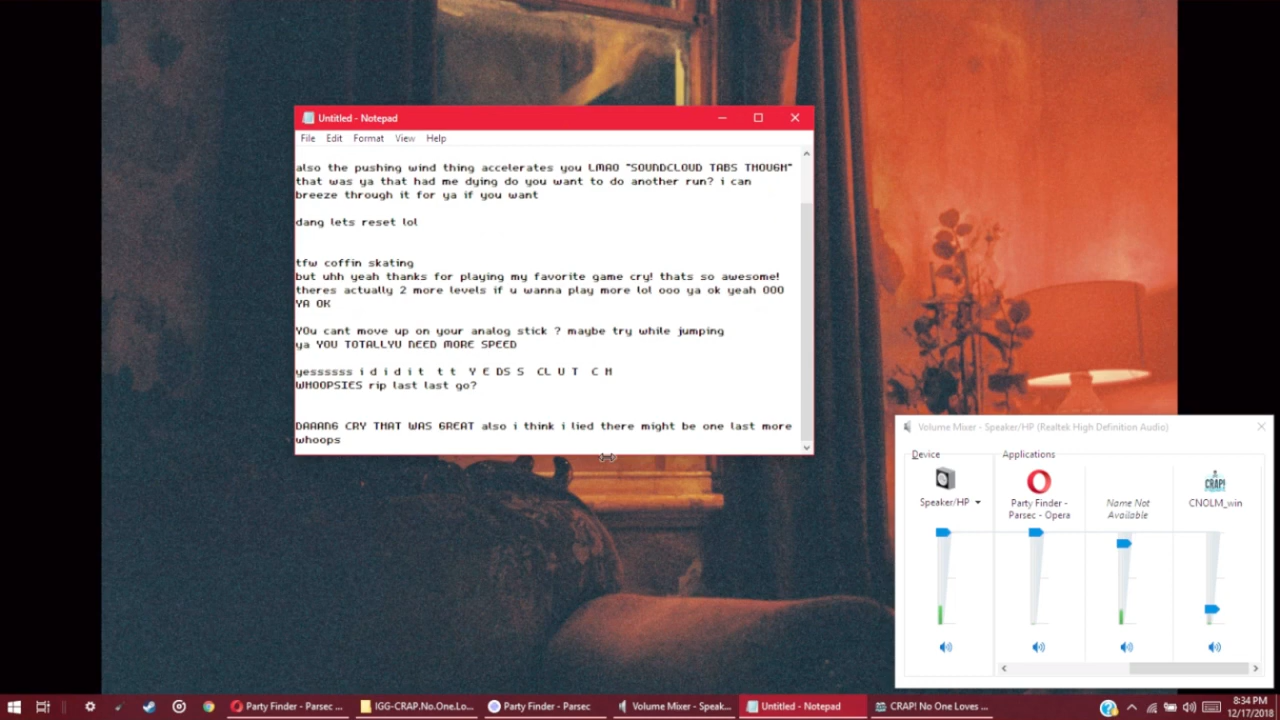 Untitled - Notepad
File Edit Format View Help
also the pushing wind thing accelerates you LMAO "SOUNDCLOUD TABS THOUGH"
that was ya that had me dying do you want to do another run? i can
breeze through it for ya if you want
dang lets reset lol
tfw coffin skating
but uhh yeah thanks for playing my favorite game cry! thats so awesome!
theres actually 2 more levels if u wanna play more lol ooo ya ok yeah OOO
YA OK
YOu cant move up on your analog stick ? maybe try while jumping
ya YOU TOTALLYU NEED MORE SPEED
yessssss i d i d i t t t Y E DS S CL U T C H
WHOOPSIES rip last last go?
DAAANG CRY THAT WAS GREAT also i think i lied there might be one last more
whoops
Volume Mixer - Speaker/HP (Realtek High Definition Audio)
Device Applications
CRAP!
Speaker/HP
Party Finder -
Parsec - Opera
Name Not
Available
CNOLM_win
Party Finder - Parsec ...
IGG-CRAP.No.One.Lo...
Party Finder - Parsec
Volume Mixer - Speak...
Untitled - Notepad
CRAP! No One Loves ...
8:34 PM
12/17/2018